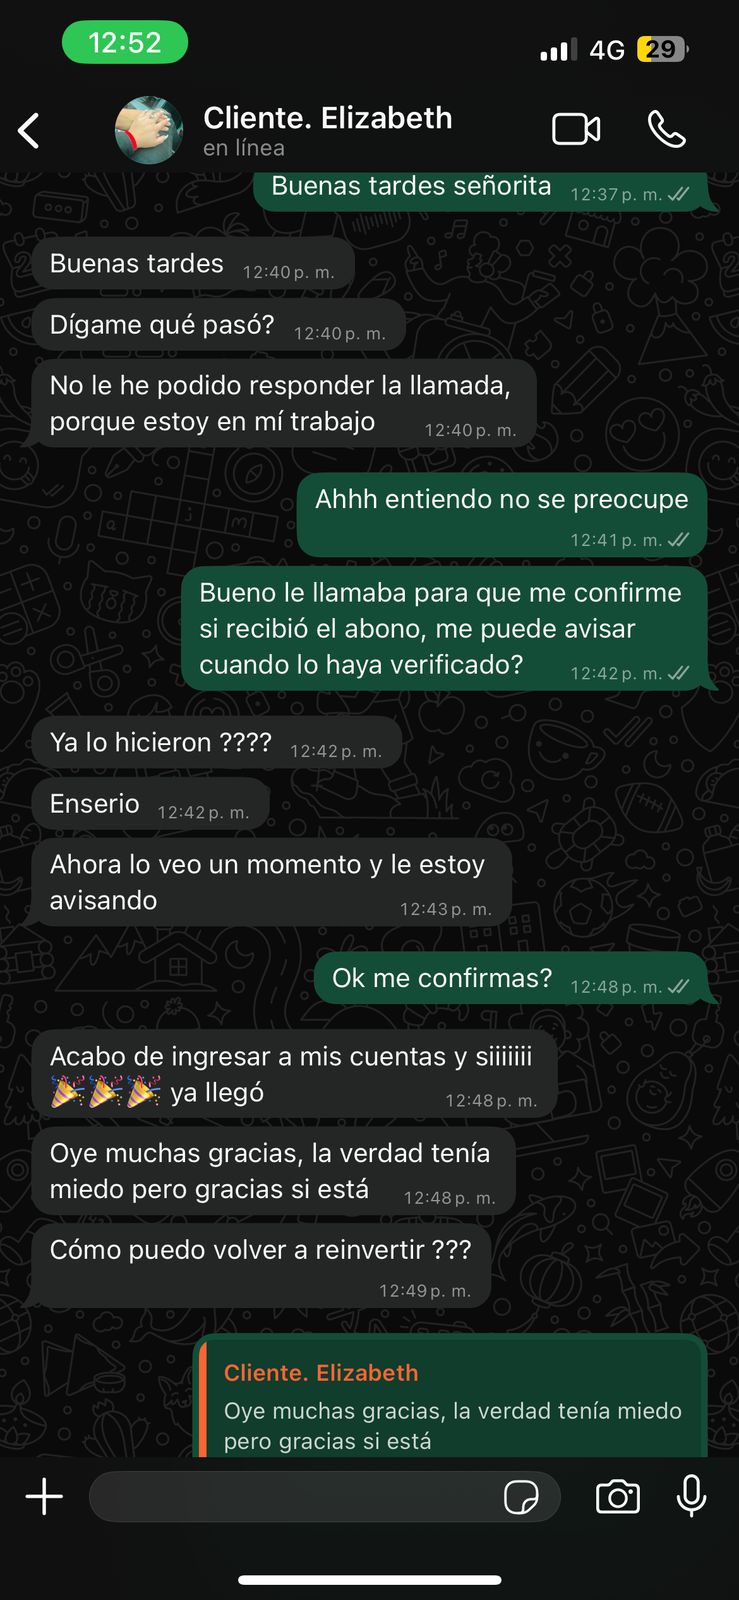 12:52
4G 29
Cliente. Elizabeth
en línea
Buenas tardes señorita 12:37 p. m.
Buenas tardes 12:40 p. m.
Dígame qué pasó? 12:40 p. m.
No le he podido responder la llamada,
porque estoy en mí trabajo 12:40 p. m.
Ahhh entiendo no se preocupe
12:41 p. m.
Bueno le llamaba para que me confirme
si recibió el abono, me puede avisar
cuando lo haya verificado? 12:42 p. m.
Ya lo hicieron ???? 12:42 p. m.
Enserio 12:42 p. m.
Ahora lo veo un momento y le estoy
avisando 12:43 p. m.
Ok me confirmas? 12:48 p. m.
Acabo de ingresar a mis cuentas y siiiiiii
🎉🎉🎉 ya llegó 12:48 p. m.
Oye muchas gracias, la verdad tenía
miedo pero gracias si está 12:48 p. m.
Cómo puedo volver a reinvertir ???
12:49 p. m.
Cliente. Elizabeth
Oye muchas gracias, la verdad tenía miedo
pero gracias si está